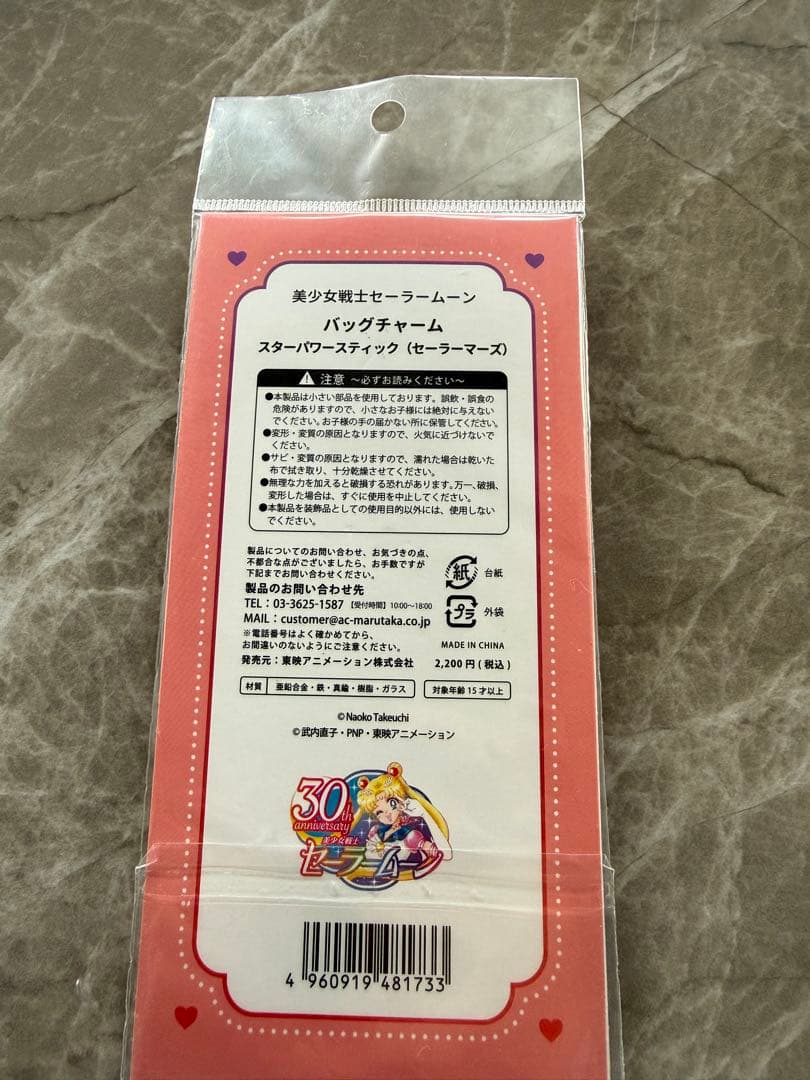 美少女戦士セーラームーン
バッグチャーム
スターパワースティック（セーラーマーズ）
注意 ～必ずお読みください～
●本製品は小さい部品を使用しております。誤飲・誤食の
危険がありますので、小さなお子様には絶対に与えない
でください。お子様の手の届かない所に保管してください。
●変形・変質の原因となりますので、火気に近づけないで
ください。
●サビ・変質の原因となりますので、濡れた場合は乾いた
布で拭き取り、十分乾燥させてください。
●無理な力を加えると破損する恐れがあります。万一、破損、
変形した場合は、すぐに使用を中止してください。
●本製品を装飾品としての使用目的以外には、使用しない
でください。
製品についてのお問い合わせ、お気づきの点、
不都合な点がございましたら、お手数ですが
下記までお問い合わせください。
製品のお問い合わせ先
TEL：03-3625-1587 【受付時間】10:00～18:00
MAIL：customer@ac-marutaka.co.jp
※電話番号はよく確かめてから、
お間違いのないようにご注意ください。
発売元：東映アニメーション株式会社
紙 台紙
プラ 外袋
MADE IN CHINA
2,200円（税込）
材質 亜鉛合金・鉄・真鍮・樹脂・ガラス
対象年齢15才以上
©Naoko Takeuchi
©武内直子・PNP・東映アニメーション
30th
anniversary
美少女戦士
セーラームーン
4 960919 481733